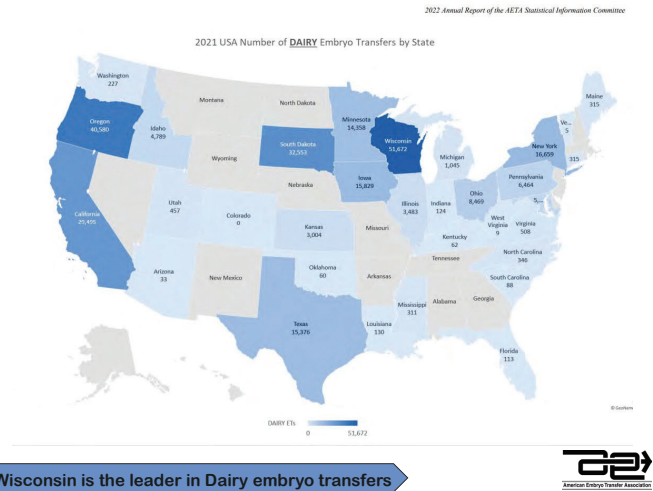 2022 Annual Report of the AETA Statistical Information Committee
2021 USA Number of DAIRY Embryo Transfers by State
Washington
227
Montana
North Dakota
Minnesota
14,358
Maine
315
Oregon
40,580
Idaho
4,789
South Dakota
32,553
Wisconsin
51,672
Michigan
1,045
Ve...
5
New York
16,659
315
Wyoming
Iowa
15,829
Pennsylvania
6,464
Nebraska
Ohio
8,469
5,...
California
Utah
457
Colorado
0
Illinois
3,483
Indiana
124
West
Virginia
9
Virginia
508
Kansas
3,004
Missouri
Kentucky
62
North Carolina
346
Tennessee
Arizona
33
New Mexico
Oklahoma
60
Arkansas
South Carolina
88
Mississippi
311
Alabama
Georgia
Texas
15,376
Louisiana
130
Florida
113
© GeoNames
DAIRY ETs
0
51,672
Wisconsin is the leader in Dairy embryo transfers
American Embryo Transfer Association